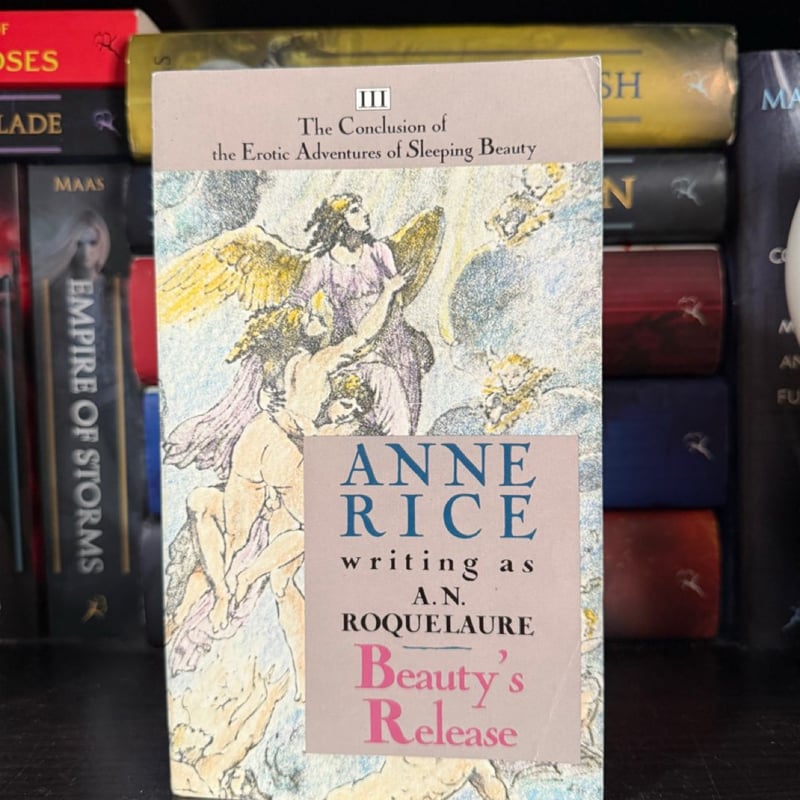 III
The Conclusion of
the Erotic Adventures of Sleeping Beauty
ANNE
RICE
writing as
A.N.
ROQUELAURE
Beauty's
Release
OF
OSES
LADE
MAAS
EMPIRE OF STORMS
SH
N
MA